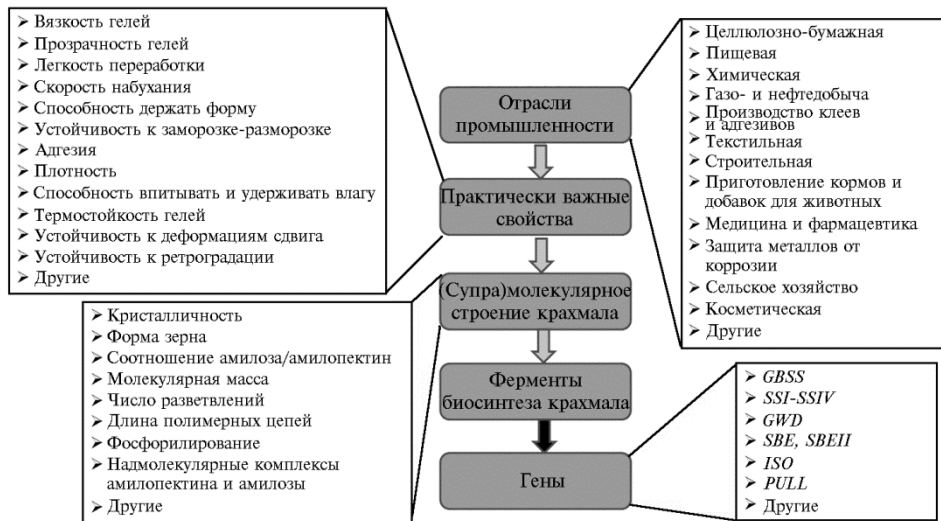 Вязкость гелей
Прозрачность гелей
Легкость переработки
Скорость набухания
Способность держать форму
Устойчивость к заморозке-разморозке
Адгезия
Плотность
Способность впитывать и удерживать влагу
Термостойкость гелей
Устойчивость к деформациям сдвига
Устойчивость к ретроградации
Другие
Отрасли
промышленности
Практически важные
свойства
(Супра)молекулярное
строение крахмала
Ферменты
биосинтеза крахмала
Гены
Целлюлозно-бумажная
Пищевая
Химическая
Газо- и нефтедобыча
Производство клеев
и адгезивов
Текстильная
Строительная
Приготовление кормов и
добавок для животных
Медицина и фармацевтика
Защита металлов от
коррозии
Сельское хозяйство
Косметическая
Другие
Кристалличность
Форма зерна
Соотношение амилоза/амилопектин
Молекулярная масса
Число разветвлений
Длина полимерных цепей
Фосфорилирование
Надмолекулярные комплексы
амилопектина и амилозы
Другие
GBSS
SSI-SSIV
GWD
SBE, SBEII
ISO
PULL
Другие